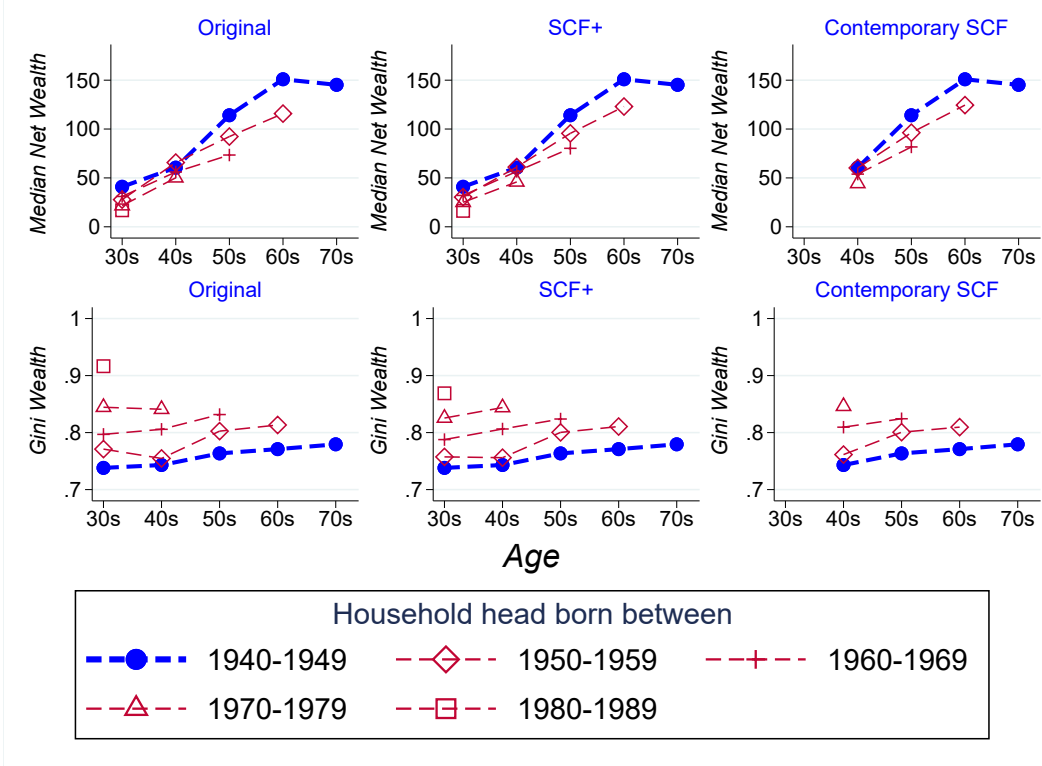 Original SCF+ Contemporary SCF
Median Net Wealth Median Net Wealth Median Net Wealth
150 150 150
100 100 100
50 50 50
0 0 0
30s 40s 50s 60s 70s 30s 40s 50s 60s 70s 30s 40s 50s 60s 70s
Original SCF+ Contemporary SCF
Gini Wealth Gini Wealth Gini Wealth
1 1 1
.9 .9 .9
.8 .8 .8
.7 .7 .7
30s 40s 50s 60s 70s 30s 40s 50s 60s 70s 30s 40s 50s 60s 70s
Age
Household head born between
1940-1949 1950-1959 1960-1969
1970-1979 1980-1989